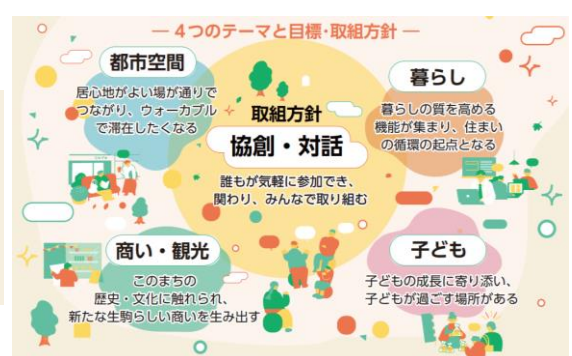 ― 4つのテーマと目標・取組方針 ―
都市空間
居心地がよい場が通りで
つながり、ウォーカブル
で滞在したくなる
暮らし
暮らしの質を高める
機能が集まり、住まい
の循環の起点となる
取組方針
協創・対話
誰もが気軽に参加でき、
関わり、みんなで取り組む
商い・観光
このまちの
歴史・文化に触れられ、
新たな生駒らしい商いを生み出す
子ども
子どもの成長に寄り添い、
子どもが過ごす場所がある